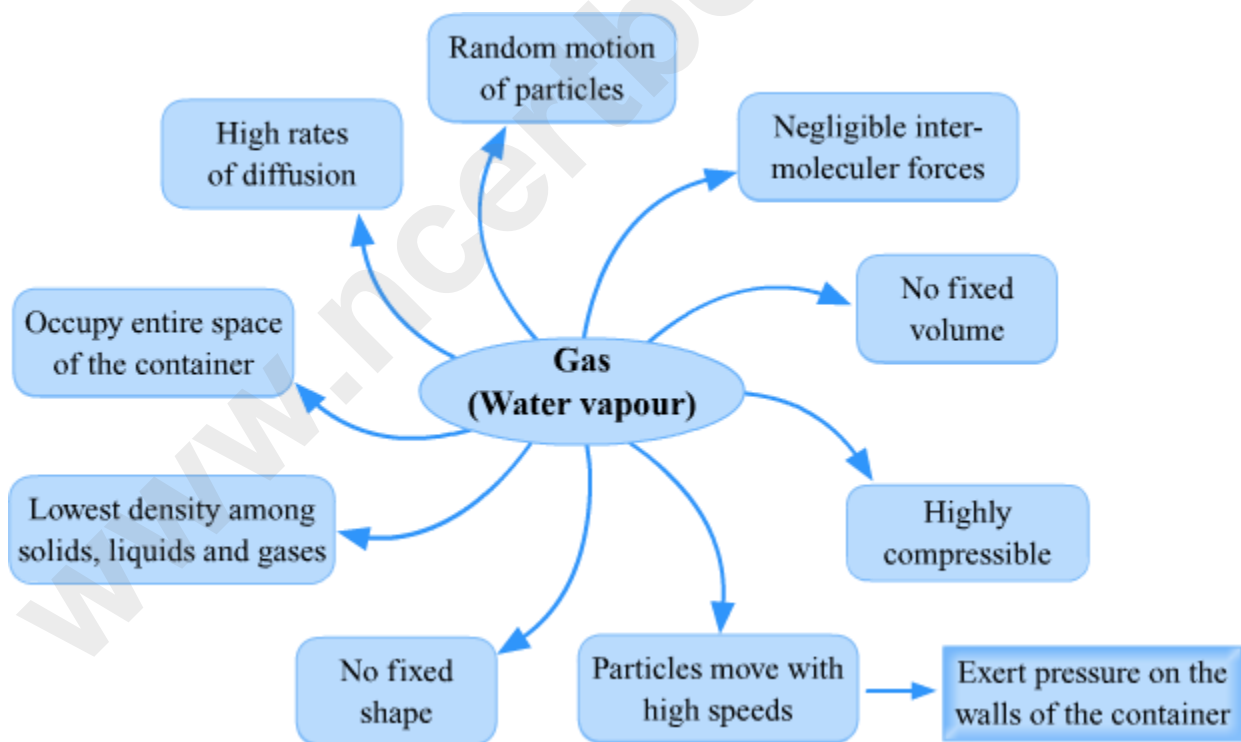 Random motion
of particles
High rates
of diffusion
Negligible inter-
moleculer forces
No fixed
volume
Occupy entire space
of the container
Gas
(Water vapour)
Lowest density among
solids, liquids and gases
Highly
compressible
No fixed
shape
Particles move with
high speeds
Exert pressure on the
walls of the container
www.ncertb